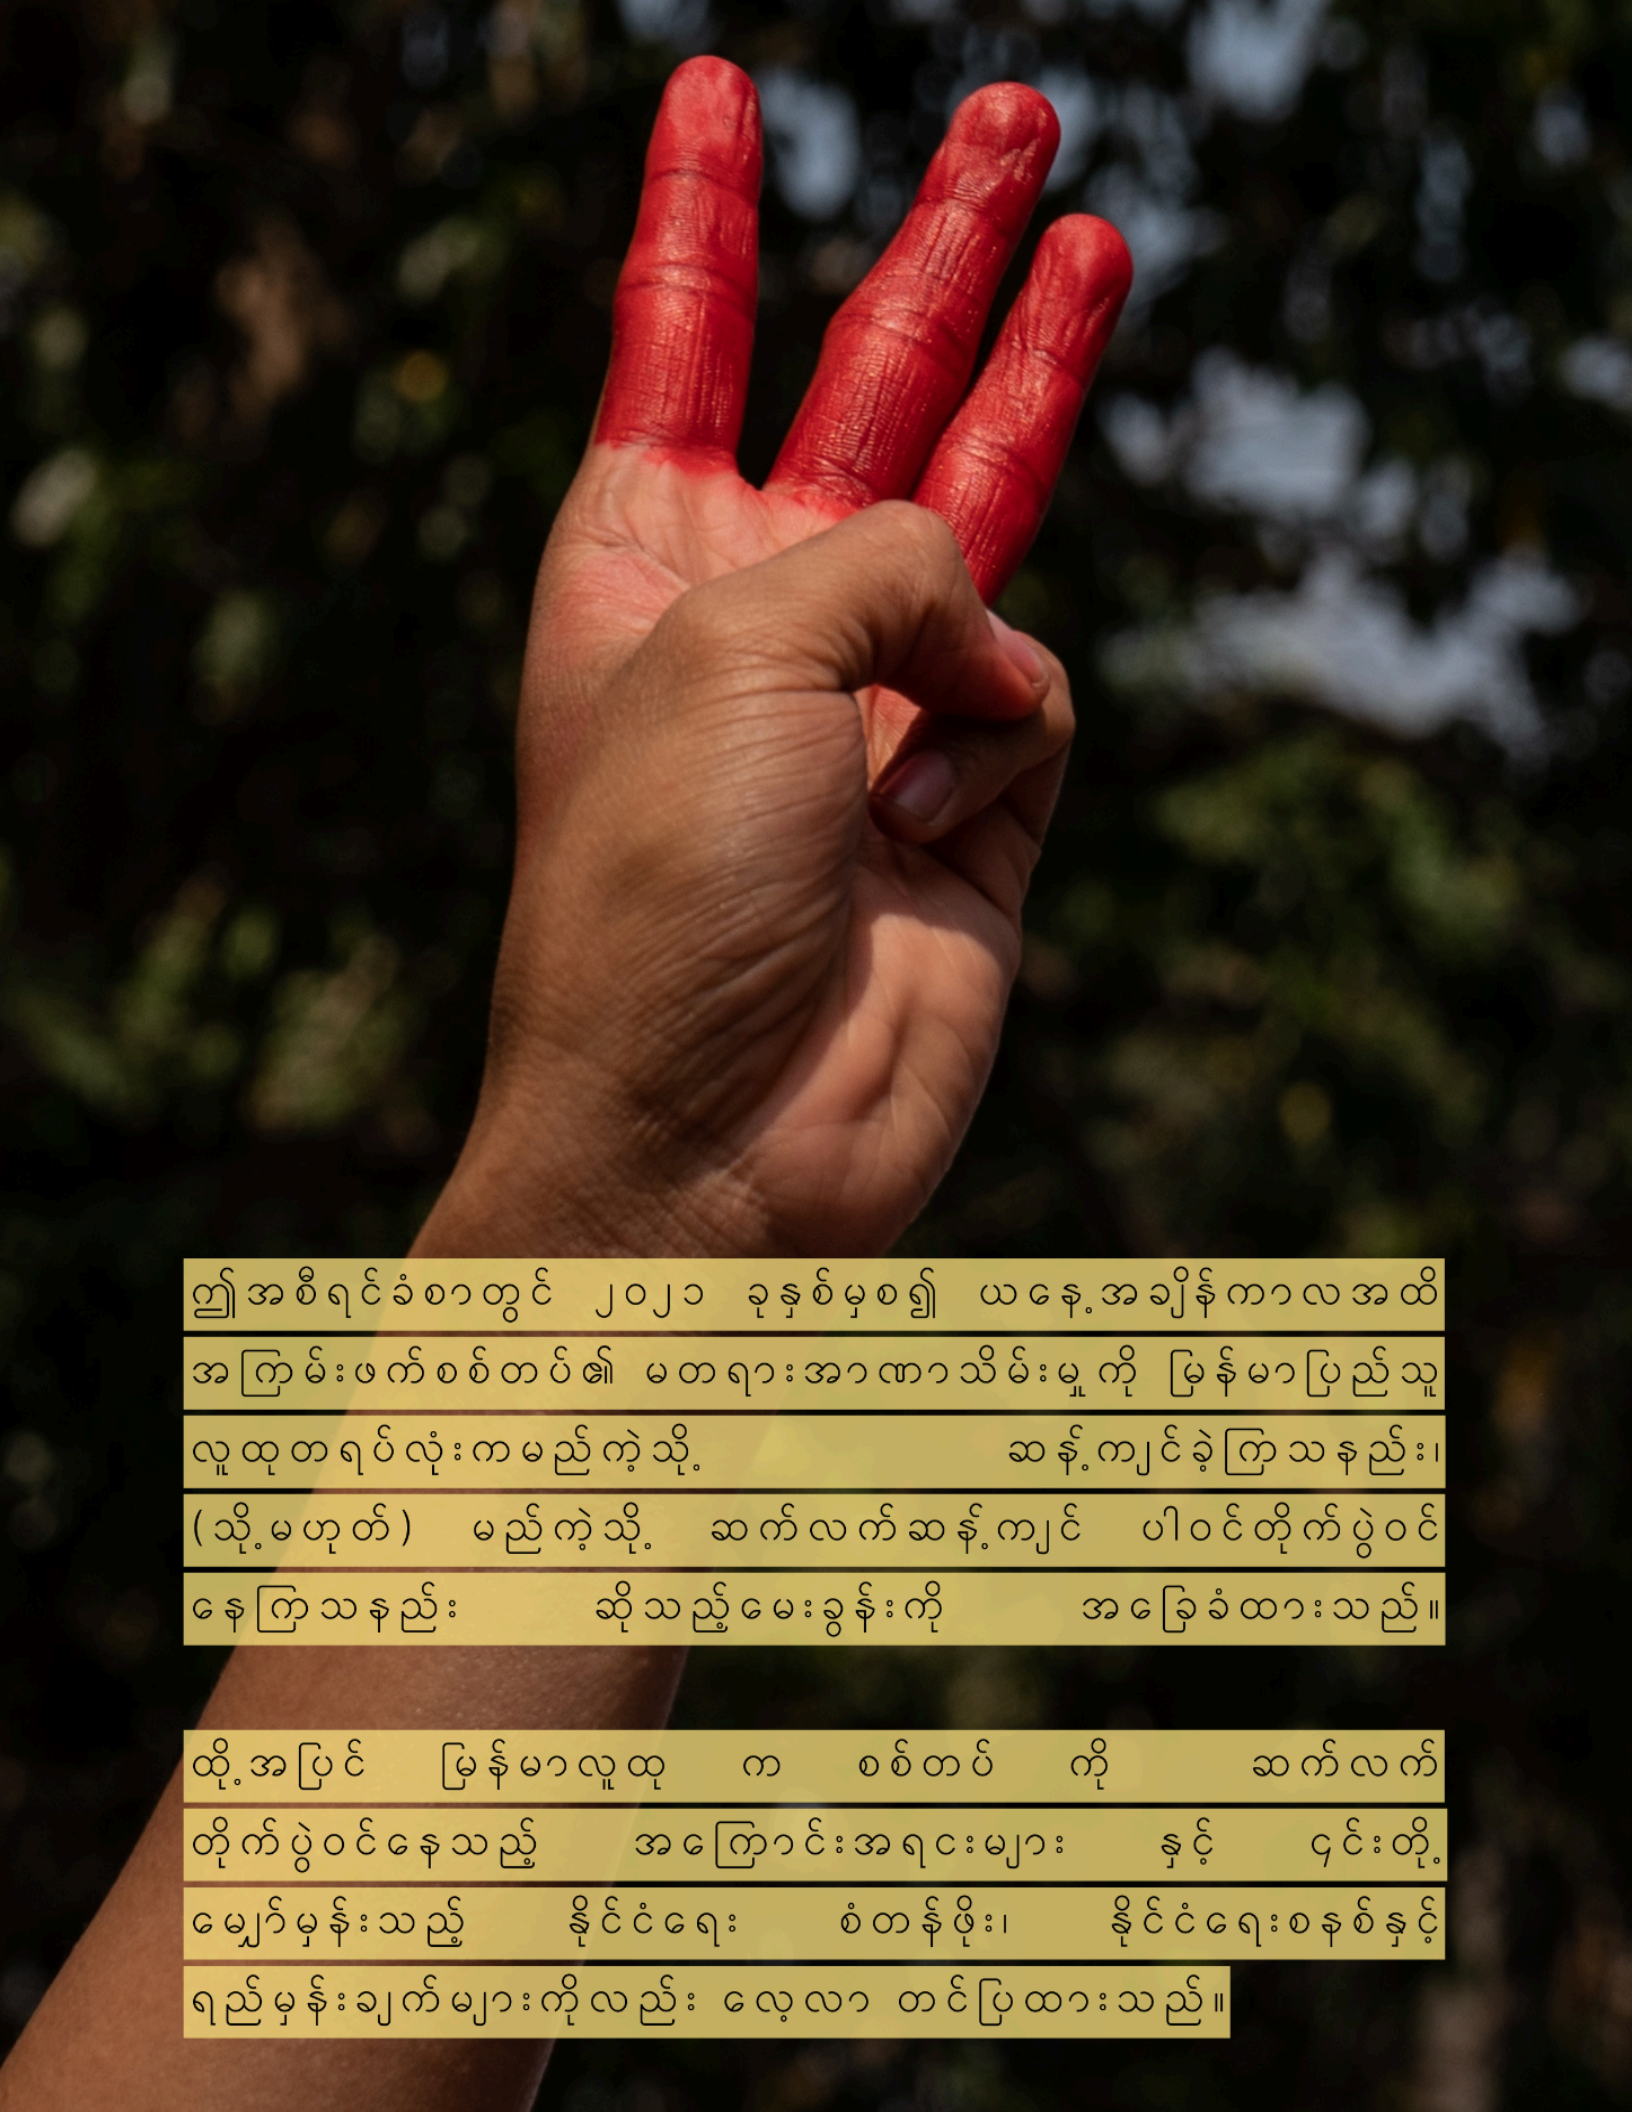 ဤအစီရင်ခံစာတွင် ၂၀၂၁ ခုနှစ်မှစ၍ ယနေ့အချိန်ကာလအထိ
အကြမ်းဖက်စစ်တပ်၏ မတရားအာဏာသိမ်းမှုကို မြန်မာပြည်သူ
လူထုတရပ်လုံးကမည်ကဲ့သို့ ဆန့်ကျင်ခဲ့ကြသနည်း၊
(သို့မဟုတ်) မည်ကဲ့သို့ ဆက်လက်ဆန့်ကျင် ပါဝင်တိုက်ပွဲဝင်
နေကြသနည်း ဆိုသည့်မေးခွန်းကို အခြေခံထားသည်။
ထို့အပြင် မြန်မာလူထု က စစ်တပ် ကို ဆက်လက်
တိုက်ပွဲဝင်နေသည့် အကြောင်းအရငးများ နှင့် ၎င်းတို့
မျှော်မှန်းသည့် နိုင်ငံရေး စံတန်ဖိုး၊ နိုင်ငံရေးစနစ်နှင့်
ရည်မှန်းချက်များကိုလည်း လေ့လာ တင်ပြထားသည်။